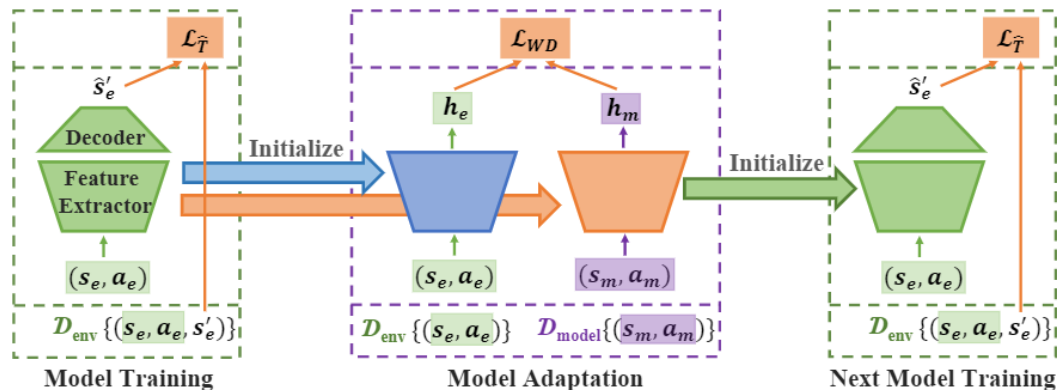 𝓛_T̂
ŝ′_e
Decoder
Feature
Extractor
(s_e, a_e)
𝒟_env {(s_e, a_e, s′_e)}
Model Training
Initialize
𝓛_WD
h_e
h_m
(s_e, a_e)
(s_m, a_m)
𝒟_env {(s_e, a_e)}
𝒟_model {(s_m, a_m)}
Model Adaptation
Initialize
𝓛_T̂
ŝ′_e
(s_e, a_e)
𝒟_env {(s_e, a_e, s′_e)}
Next Model Training